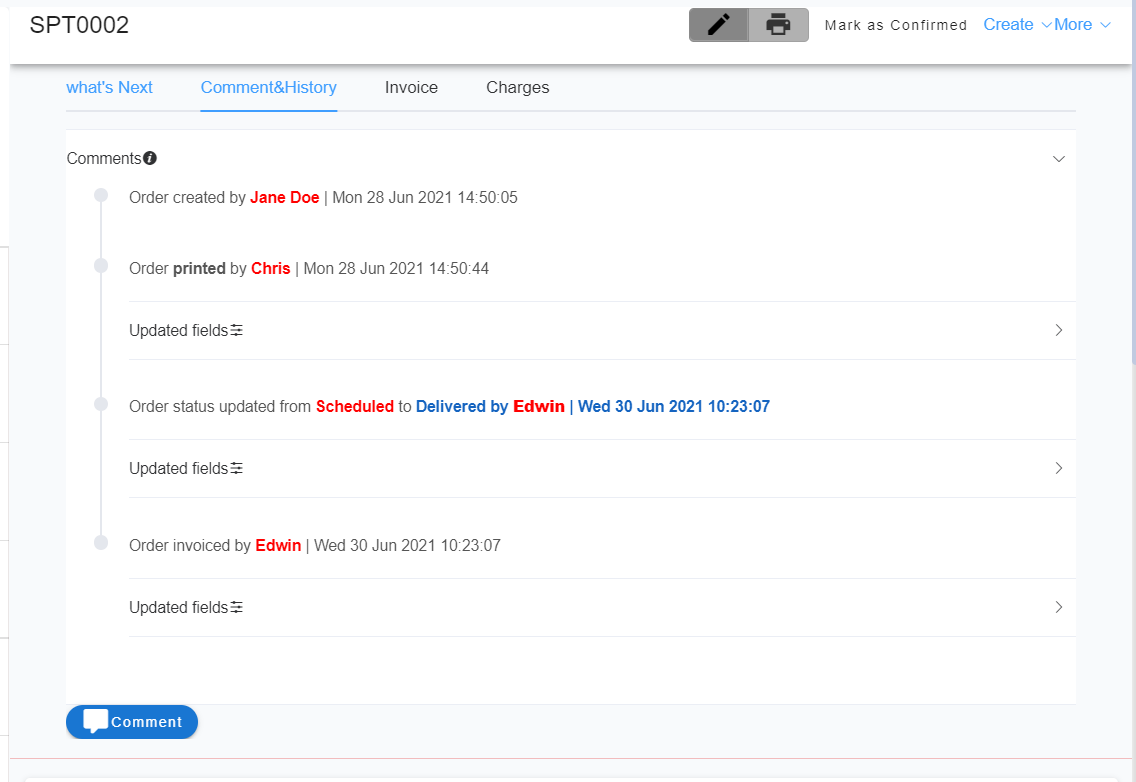 SPT0002
Mark as Confirmed
Create
More
what's Next
Comment&History
Invoice
Charges
Comments
Order created by Jane Doe | Mon 28 Jun 2021 14:50:05
Order printed by Chris | Mon 28 Jun 2021 14:50:44
Updated fields
Order status updated from Scheduled to Delivered by Edwin | Wed 30 Jun 2021 10:23:07
Updated fields
Order invoiced by Edwin | Wed 30 Jun 2021 10:23:07
Updated fields
Comment